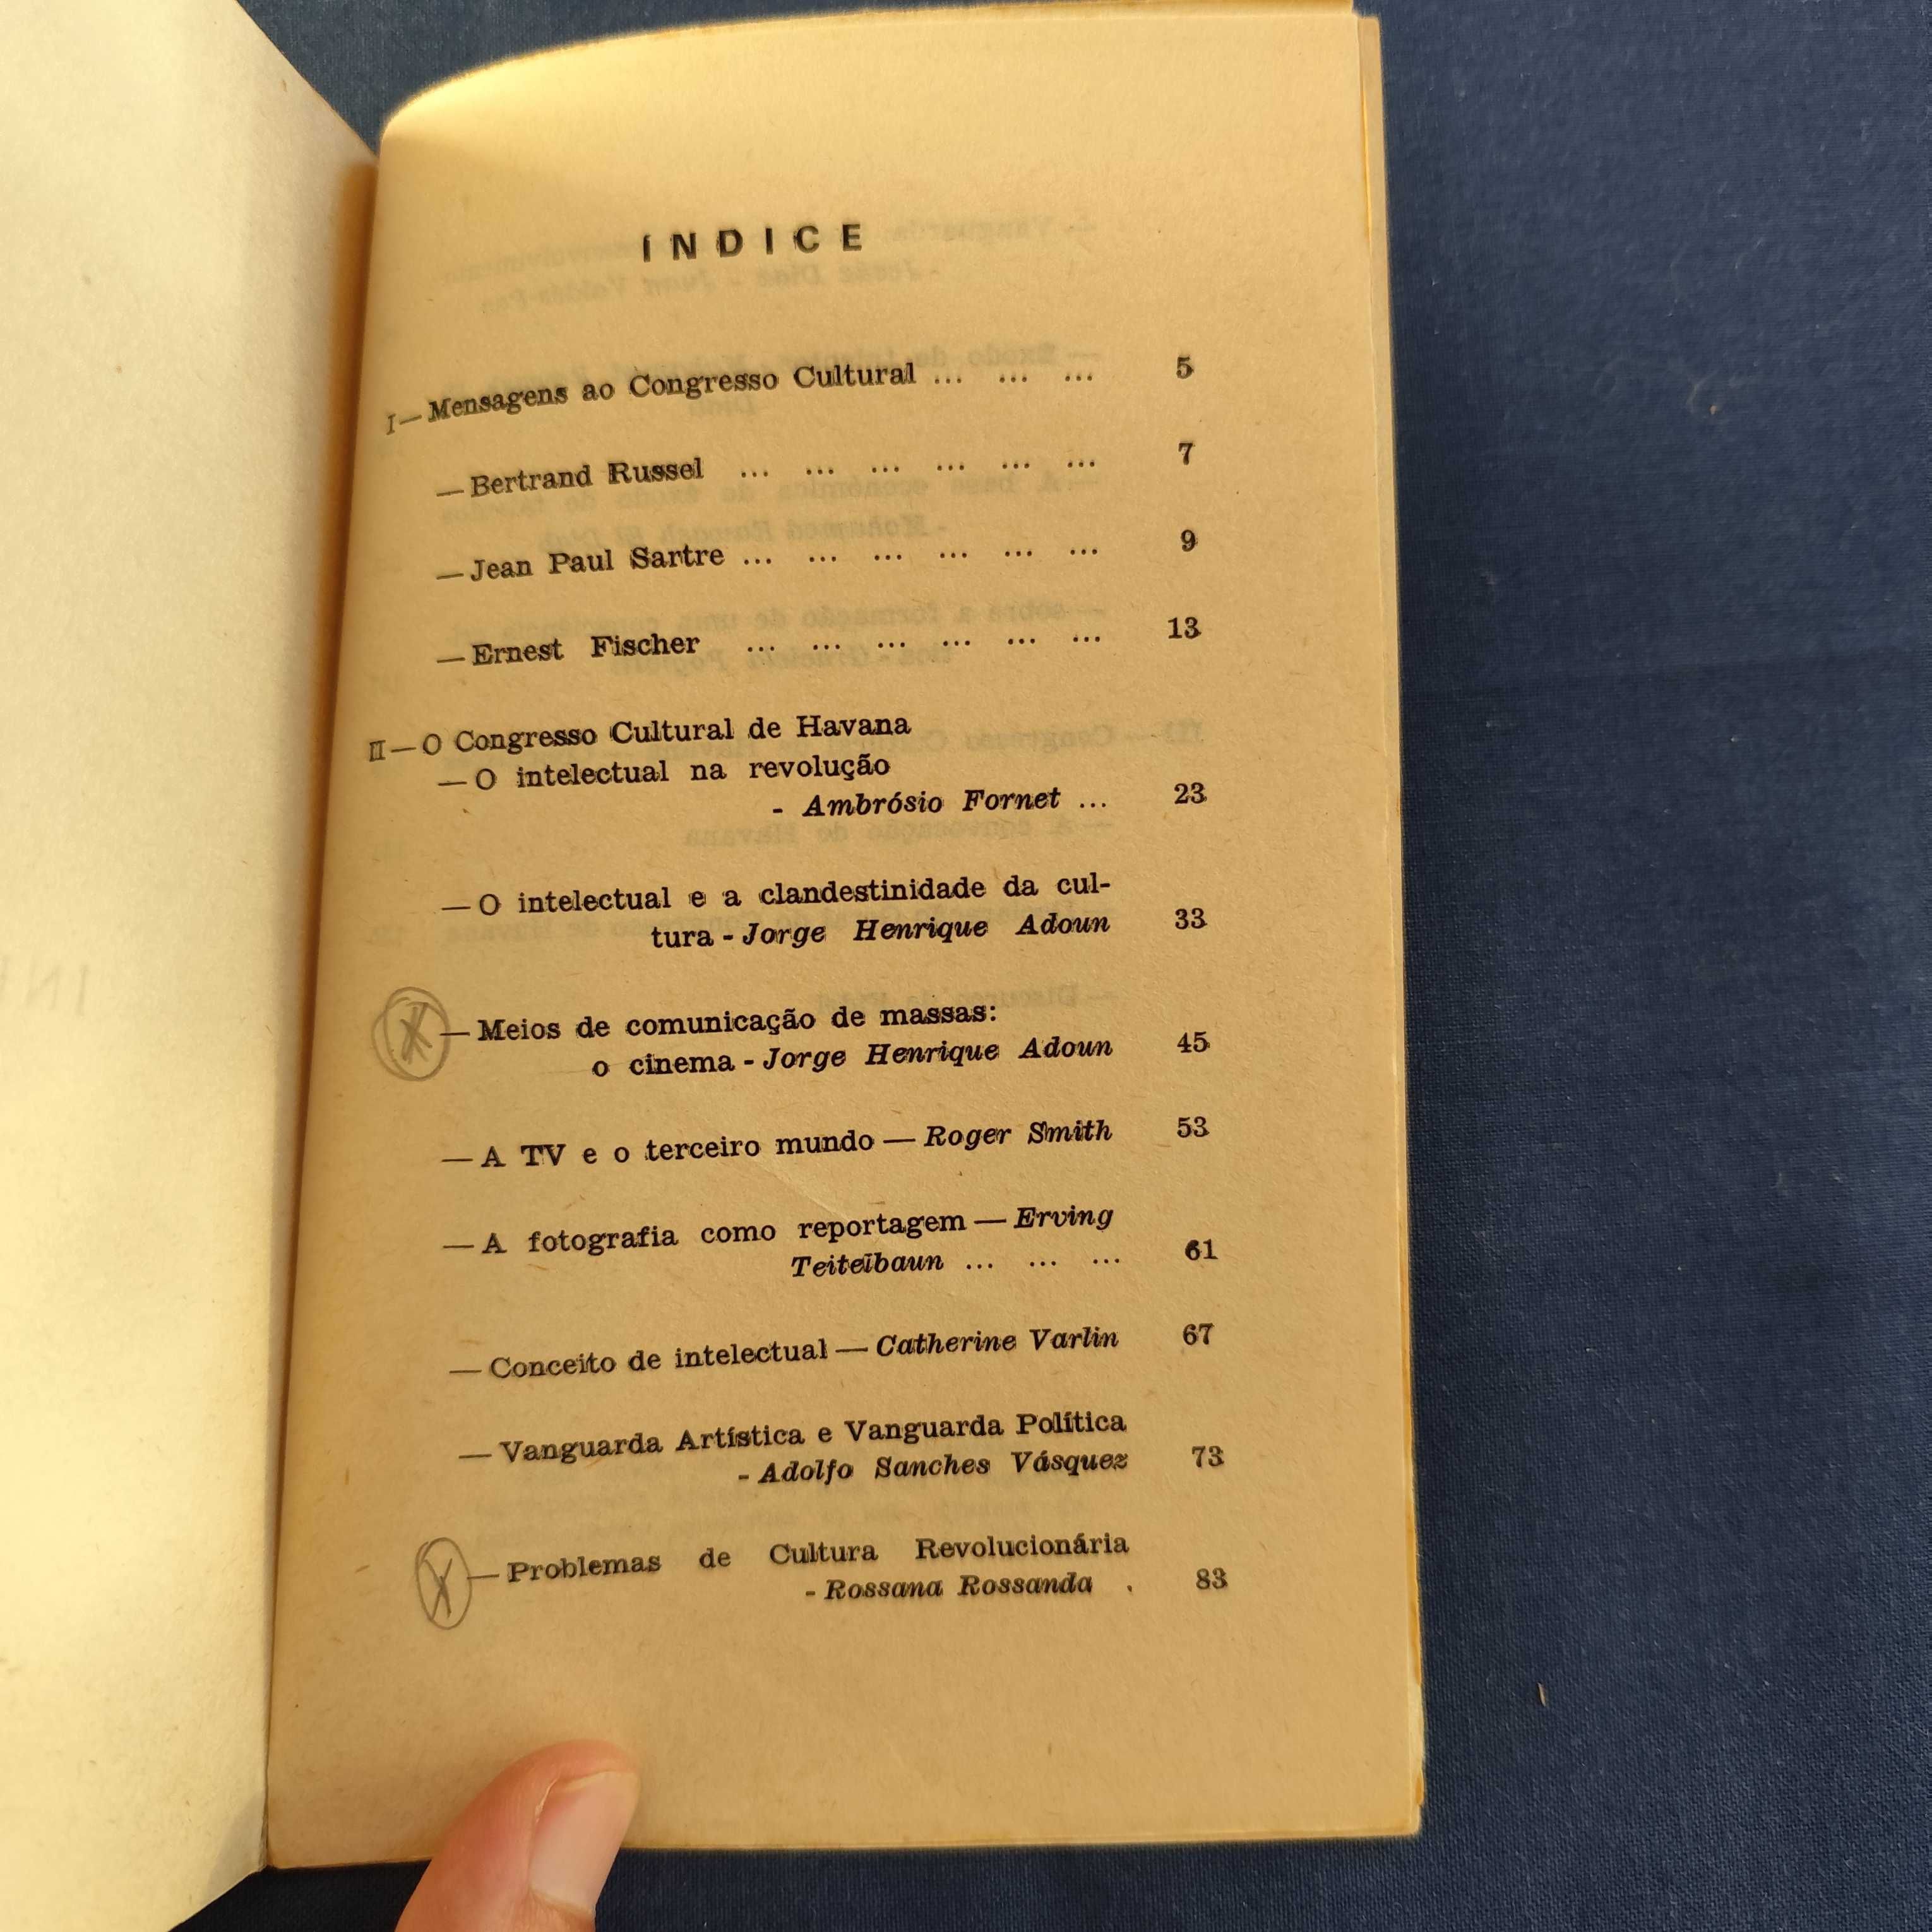 ÍNDICE
I — Mensagens ao Congresso Cultural ... ... ... 5
— Bertrand Russel ... ... ... ... ... ... 7
— Jean Paul Sartre ... ... ... ... ... ... 9
— Ernest Fischer ... ... ... ... ... ... 13
II — O Congresso Cultural de Havana
— O intelectual na revolução
- Ambrósio Fornet ... 23
— O intelectual e a clandestinidade da cul-
tura - Jorge Henrique Adoun 33
— Meios de comunicação de massas:
o cinema - Jorge Henrique Adoun 45
— A TV e o terceiro mundo — Roger Smith 53
— A fotografia como reportagem — Erving
Teitelbaun ... ... ... 61
— Conceito de intelectual — Catherine Varlin 67
— Vanguarda Artística e Vanguarda Política
- Adolfo Sanches Vásquez 73
— Problemas de Cultura Revolucionária
- Rossana Rossanda . 83